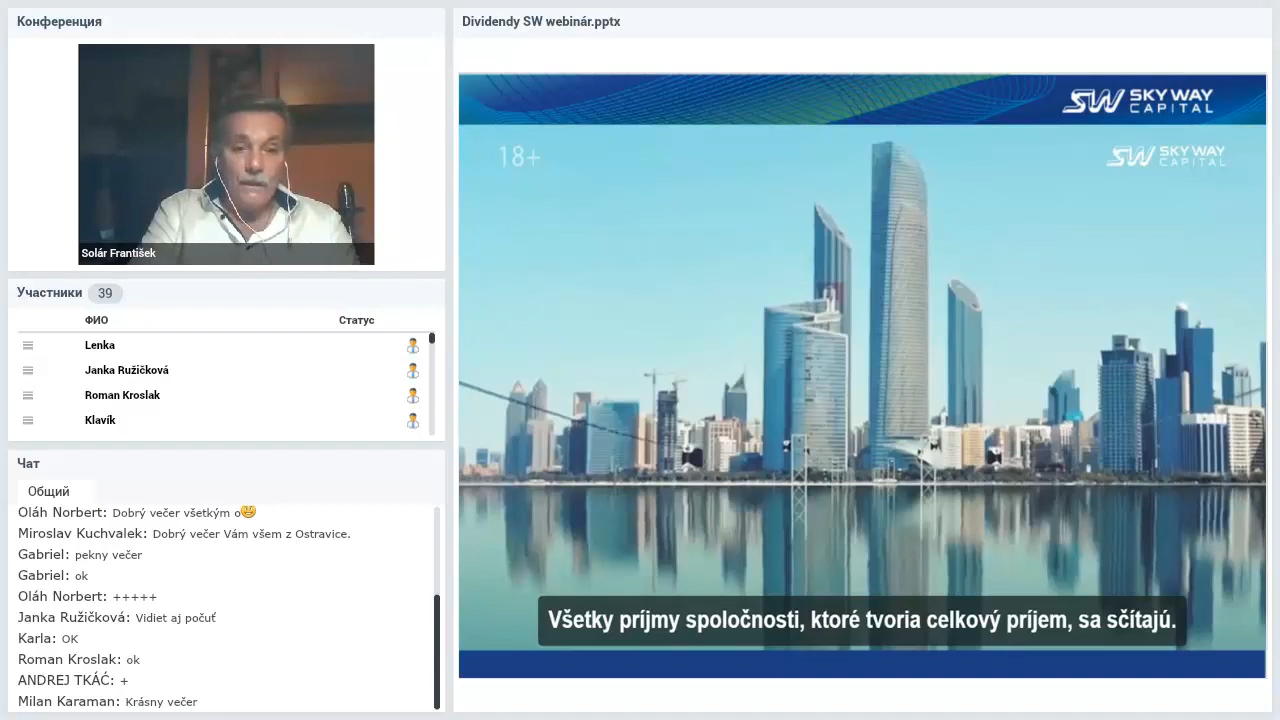 Конференция
Solár František
Участники 39
ФИО Статус
Lenka
Janka Ružičková
Roman Kroslak
Klavík
Чат
Общий
Oláh Norbert: Dobrý večer všetkým o
Miroslav Kuchvalek: Dobrý večer Vám všem z Ostravice.
Gabriel: pekny večer
Gabriel: ok
Oláh Norbert: +++++
Janka Ružičková: Vidiet aj počuť
Karla: OK
Roman Kroslak: ok
ANDREJ TKÁČ: +
Milan Karaman: Krásny večer
Dividendy SW webinár.pptx
SW SKY WAY
CAPITAL
18+
SW SKY WAY
CAPITAL
Všetky príjmy spoločnosti, ktoré tvoria celkový príjem, sa sčítajú.